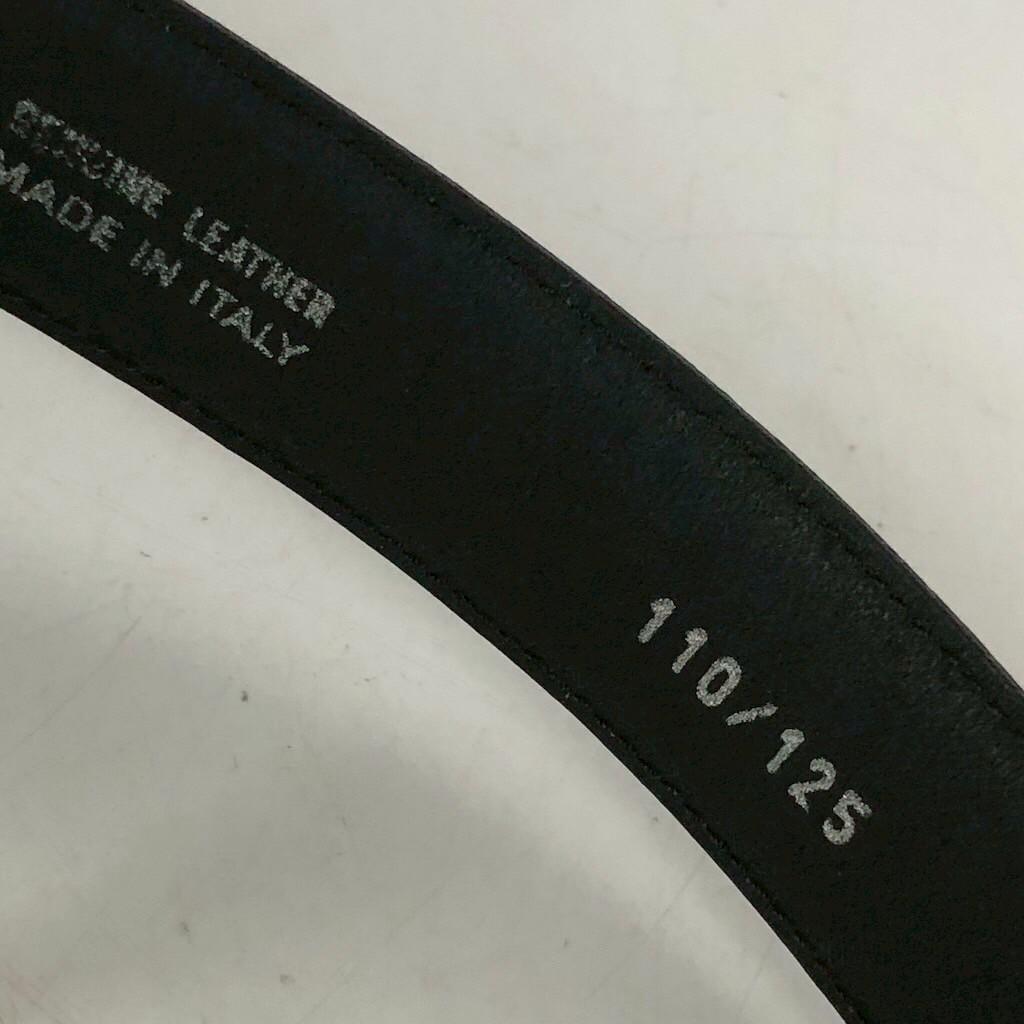 GENUINE LEATHER
MADE IN ITALY
110/125